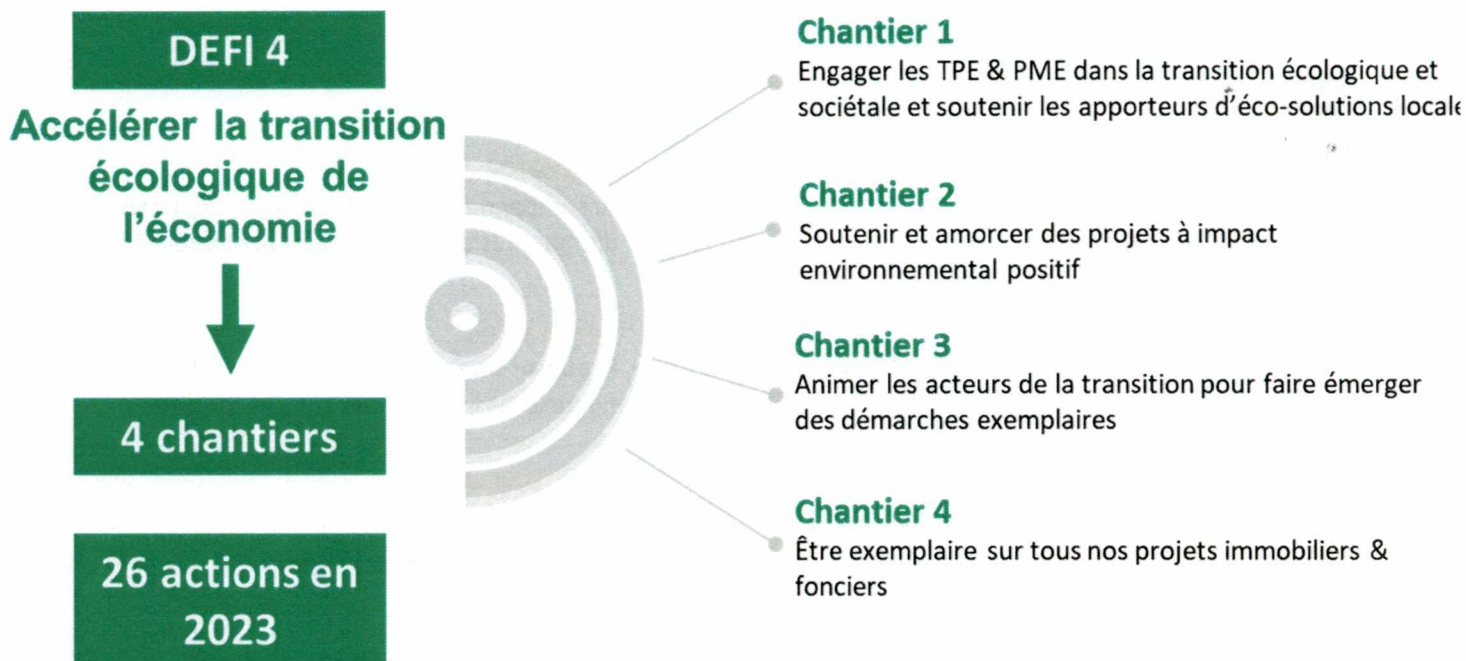 DEFI 4
Accélérer la transition
écologique de
l'économie
4 chantiers
26 actions en
2023
Chantier 1
Engager les TPE & PME dans la transition écologique et
sociétale et soutenir les apporteurs d'éco-solutions locale
Chantier 2
Soutenir et amorcer des projets à impact
environnemental positif
Chantier 3
Animer les acteurs de la transition pour faire émerger
des démarches exemplaires
Chantier 4
Être exemplaire sur tous nos projets immobiliers &
fonciers